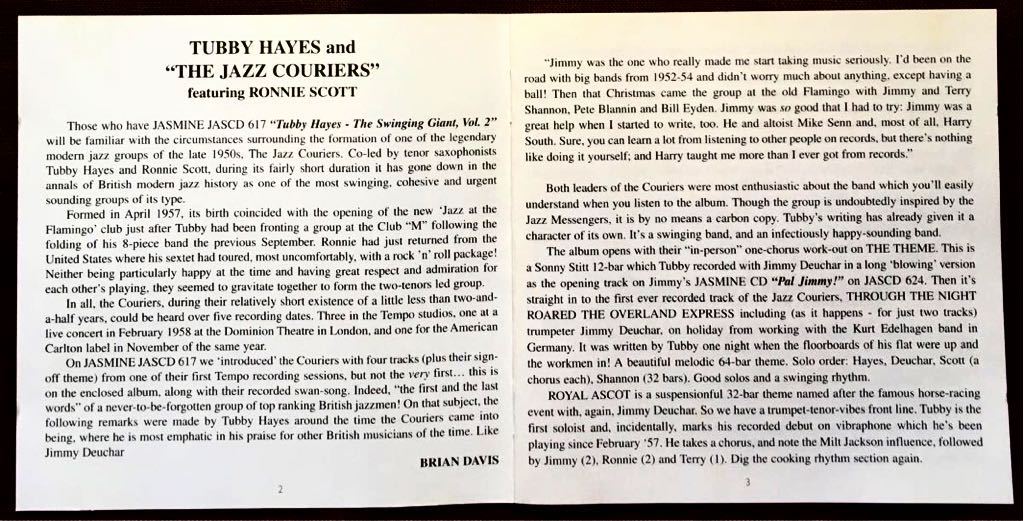 TUBBY HAYES and
"THE JAZZ COURIERS"
featuring RONNIE SCOTT
Those who have JASMINE JASCD 617 "Tubby Hayes - The Swinging Giant, Vol. 2"
will be familiar with the circumstances surrounding the formation of one of the legendary
modern jazz groups of the late 1950s, The Jazz Couriers. Co-led by tenor saxophonists
Tubby Hayes and Ronnie Scott, during its fairly short duration it has gone down in the
annals of British modern jazz history as one of the most swinging, cohesive and urgent
sounding groups of its type.
Formed in April 1957, its birth coincided with the opening of the new 'Jazz at the
Flamingo' club just after Tubby had been fronting a group at the Club "M" following the
folding of his 8-piece band the previous September. Ronnie had just returned from the
United States where his sextet had toured, most uncomfortably, with a rock 'n' roll package!
Neither being particularly happy at the time and having great respect and admiration for
each other's playing, they seemed to gravitate together to form the two-tenors led group.
In all, the Couriers, during their relatively short existence of a little less than two-and-
a-half years, could be heard over five recording dates. Three in the Tempo studios, one at a
live concert in February 1958 at the Dominion Theatre in London, and one for the American
Carlton label in November of the same year.
On JASMINE JASCD 617 we 'introduced' the Couriers with four tracks (plus their sign-
off theme) from one of their first Tempo recording sessions, but not the very first... this is
on the enclosed album, along with their recorded swan-song. Indeed, "the first and the last
words" of a never-to-be-forgotten group of top ranking British jazzmen! On that subject, the
following remarks were made by Tubby Hayes around the time the Couriers came into
being, where he is most emphatic in his praise for other British musicians of the time. Like
Jimmy Deuchar
BRIAN DAVIS
2
"Jimmy was the one who really made me start taking music seriously. I'd been on the
road with big bands from 1952-54 and didn't worry much about anything, except having a
ball! Then that Christmas came the group at the old Flamingo with Jimmy and Terry
Shannon, Pete Blannin and Bill Eyden. Jimmy was so good that I had to try: Jimmy was a
great help when I started to write, too. He and altoist Mike Senn and, most of all, Harry
South. Sure, you can learn a lot from listening to other people on records, but there's nothing
like doing it yourself; and Harry taught me more than I ever got from records."
Both leaders of the Couriers were most enthusiastic about the band which you'll easily
understand when you listen to the album. Though the group is undoubtedly inspired by the
Jazz Messengers, it is by no means a carbon copy. Tubby's writing has already given it a
character of its own. It's a swinging band, and an infectiously happy-sounding band.
The album opens with their "in-person" one-chorus work-out on THE THEME. This is
a Sonny Stitt 12-bar which Tubby recorded with Jimmy Deuchar in a long 'blowing' version
as the opening track on Jimmy's JASMINE CD "Pal Jimmy!" on JASCD 624. Then it's
straight in to the first ever recorded track of the Jazz Couriers, THROUGH THE NIGHT
ROARED THE OVERLAND EXPRESS including (as it happens - for just two tracks)
trumpeter Jimmy Deuchar, on holiday from working with the Kurt Edelhagen band in
Germany. It was written by Tubby one night when the floorboards of his flat were up and
the workmen in! A beautiful melodic 64-bar theme. Solo order: Hayes, Deuchar, Scott (a
chorus each), Shannon (32 bars). Good solos and a swinging rhythm.
ROYAL ASCOT is a suspensionful 32-bar theme named after the famous horse-racing
event with, again, Jimmy Deuchar. So we have a trumpet-tenor-vibes front line. Tubby is the
first soloist and, incidentally, marks his recorded debut on vibraphone which he's been
playing since February '57. He takes a chorus, and note the Milt Jackson influence, followed
by Jimmy (2), Ronnie (2) and Terry (1). Dig the cooking rhythm section again.
3